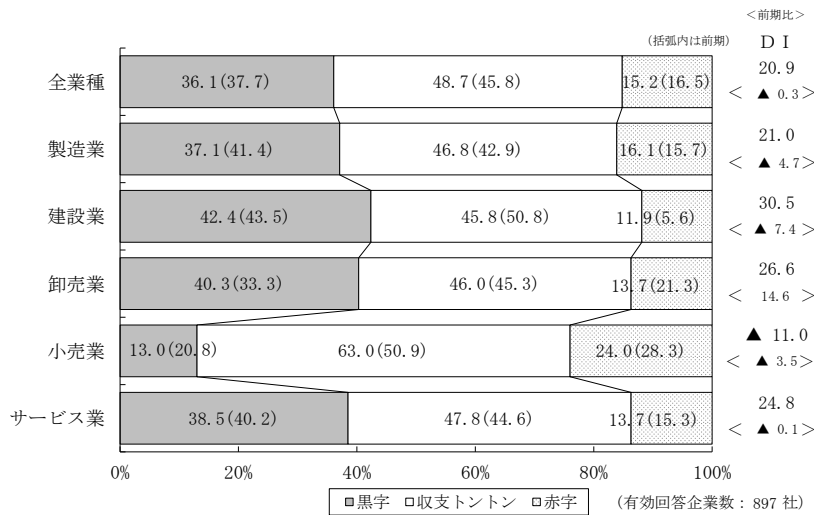 ＜前期比＞
(括弧内は前期) ＤＩ
全業種 36.1(37.7) 48.7(45.8) 15.2(16.5) 20.9
＜ ▲ 0.3＞
製造業 37.1(41.4) 46.8(42.9) 16.1(15.7) 21.0
＜ ▲ 4.7＞
建設業 42.4(43.5) 45.8(50.8) 11.9(5.6) 30.5
＜ ▲ 7.4＞
卸売業 40.3(33.3) 46.0(45.3) 13.7(21.3) 26.6
＜ 14.6＞
小売業 13.0(20.8) 63.0(50.9) 24.0(28.3) ▲ 11.0
＜ ▲ 3.5＞
サービス業 38.5(40.2) 47.8(44.6) 13.7(15.3) 24.8
＜ ▲ 0.1＞
0% 20% 40% 60% 80% 100%
黒字 収支トントン 赤字 (有効回答企業数：897 社)